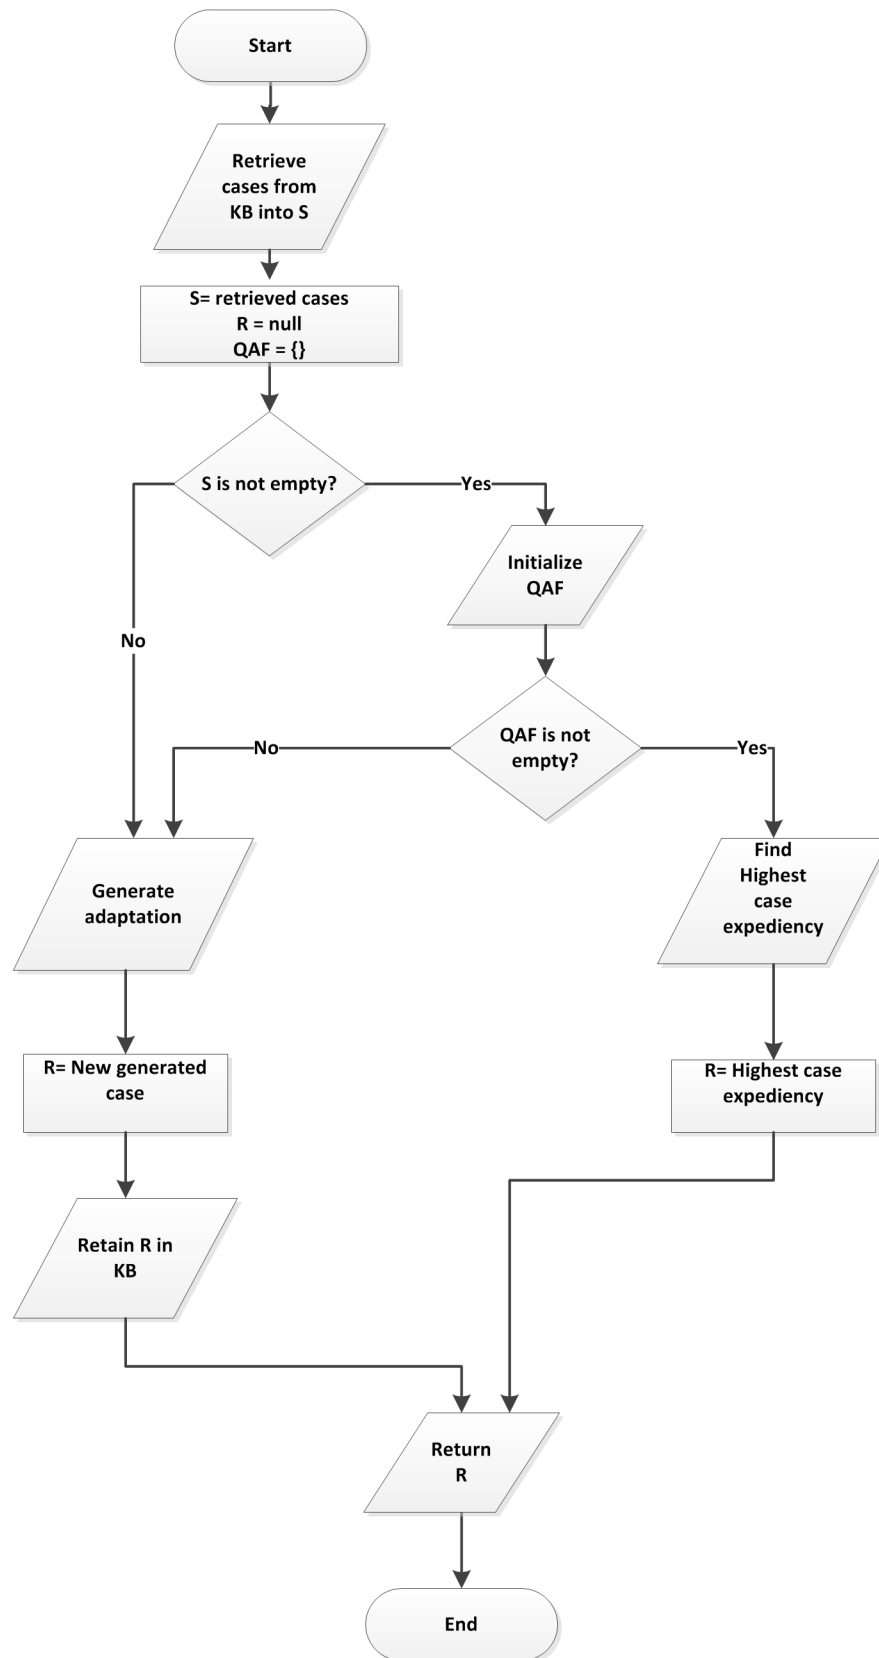 Start
Retrieve
cases from
KB into S
S= retrieved cases
R = null
QAF = {}
S is not empty?
Yes
Initialize
QAF
No
QAF is not
empty?
No
Yes
Generate
adaptation
Find
Highest
case
expediency
R= New generated
case
R= Highest case
expediency
Retain R in
KB
Return
R
End